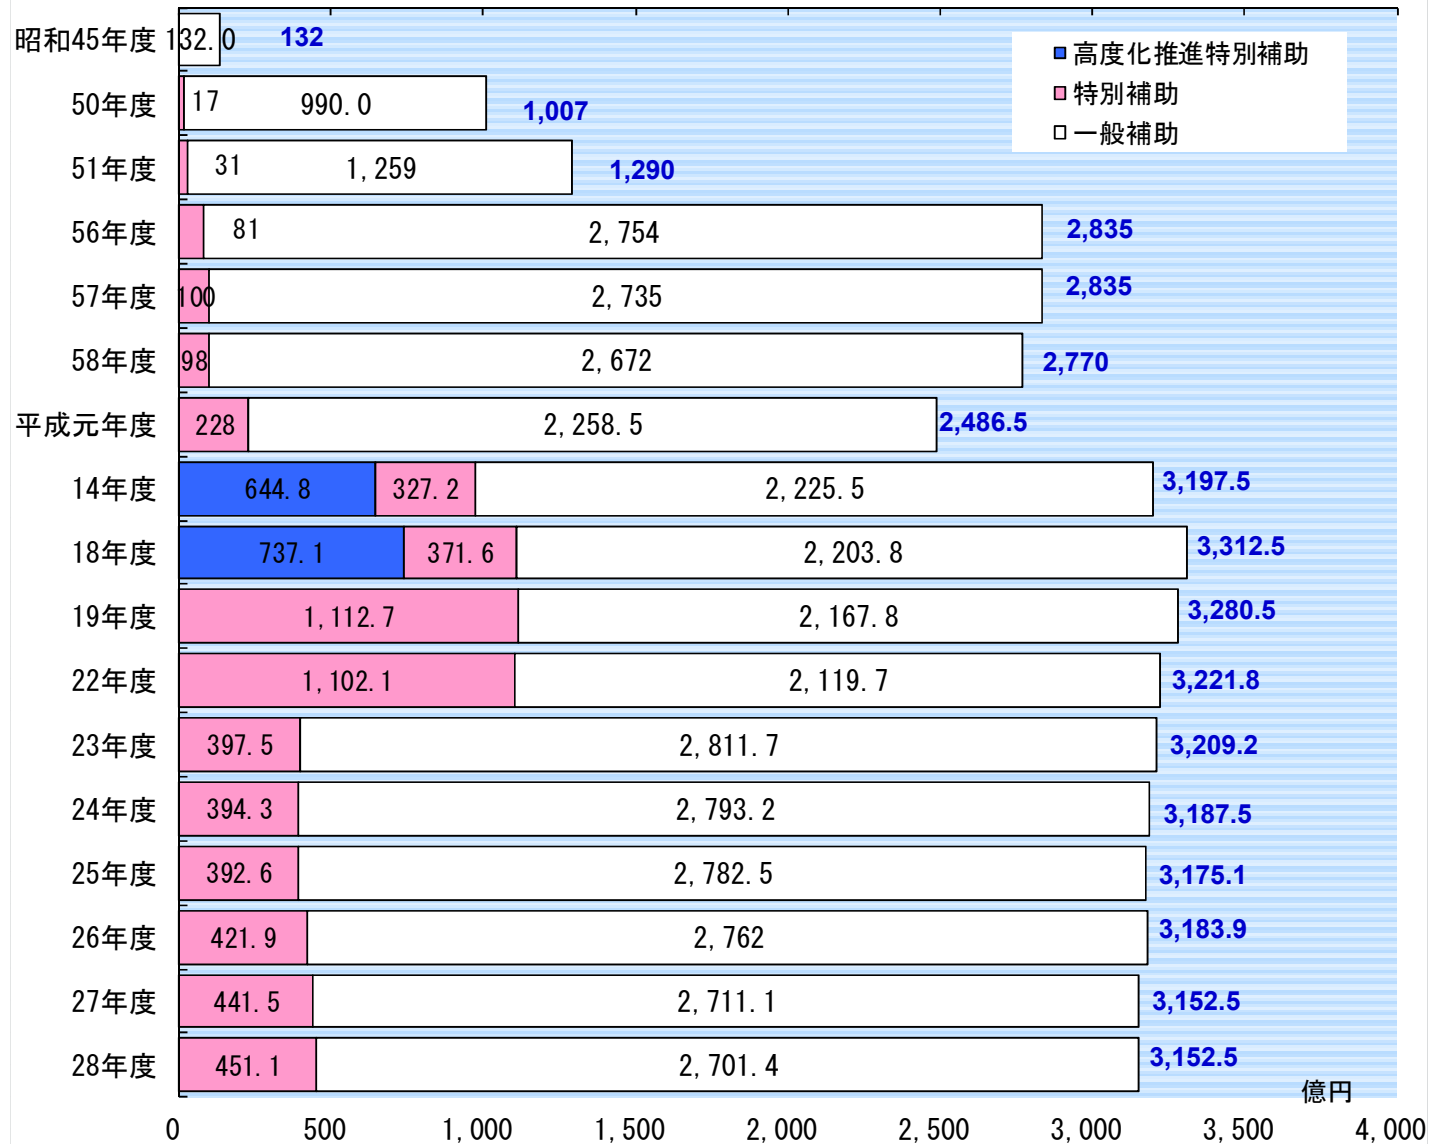 昭和45年度 132.0 132
50年度 17 990.0 1,007
51年度 31 1,259 1,290
56年度 81 2,754 2,835
57年度 100 2,735 2,835
58年度 98 2,672 2,770
平成元年度 228 2,258.5 2,486.5
14年度 644.8 327.2 2,225.5 3,197.5
18年度 737.1 371.6 2,203.8 3,312.5
19年度 1,112.7 2,167.8 3,280.5
22年度 1,102.1 2,119.7 3,221.8
23年度 397.5 2,811.7 3,209.2
24年度 394.3 2,793.2 3,187.5
25年度 392.6 2,782.5 3,175.1
26年度 421.9 2,762 3,183.9
27年度 441.5 2,711.1 3,152.5
28年度 451.1 2,701.4 3,152.5
高度化推進特別補助
特別補助
一般補助
億円
0 500 1,000 1,500 2,000 2,500 3,000 3,500 4,000